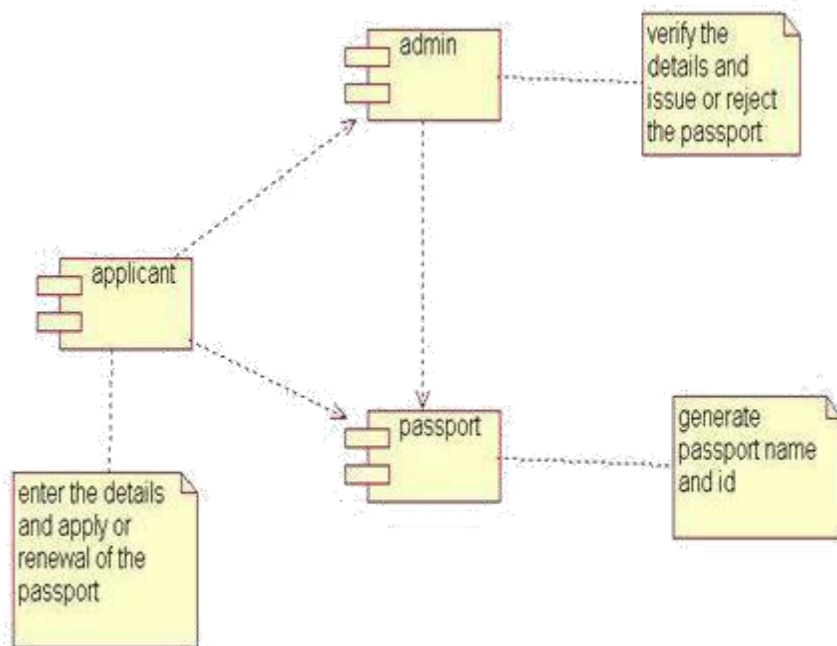 admin
verify the
details and
issue or reject
the passport
applicant
passport
generate
passport name
and id
enter the details
and apply or
renewal of the
passport